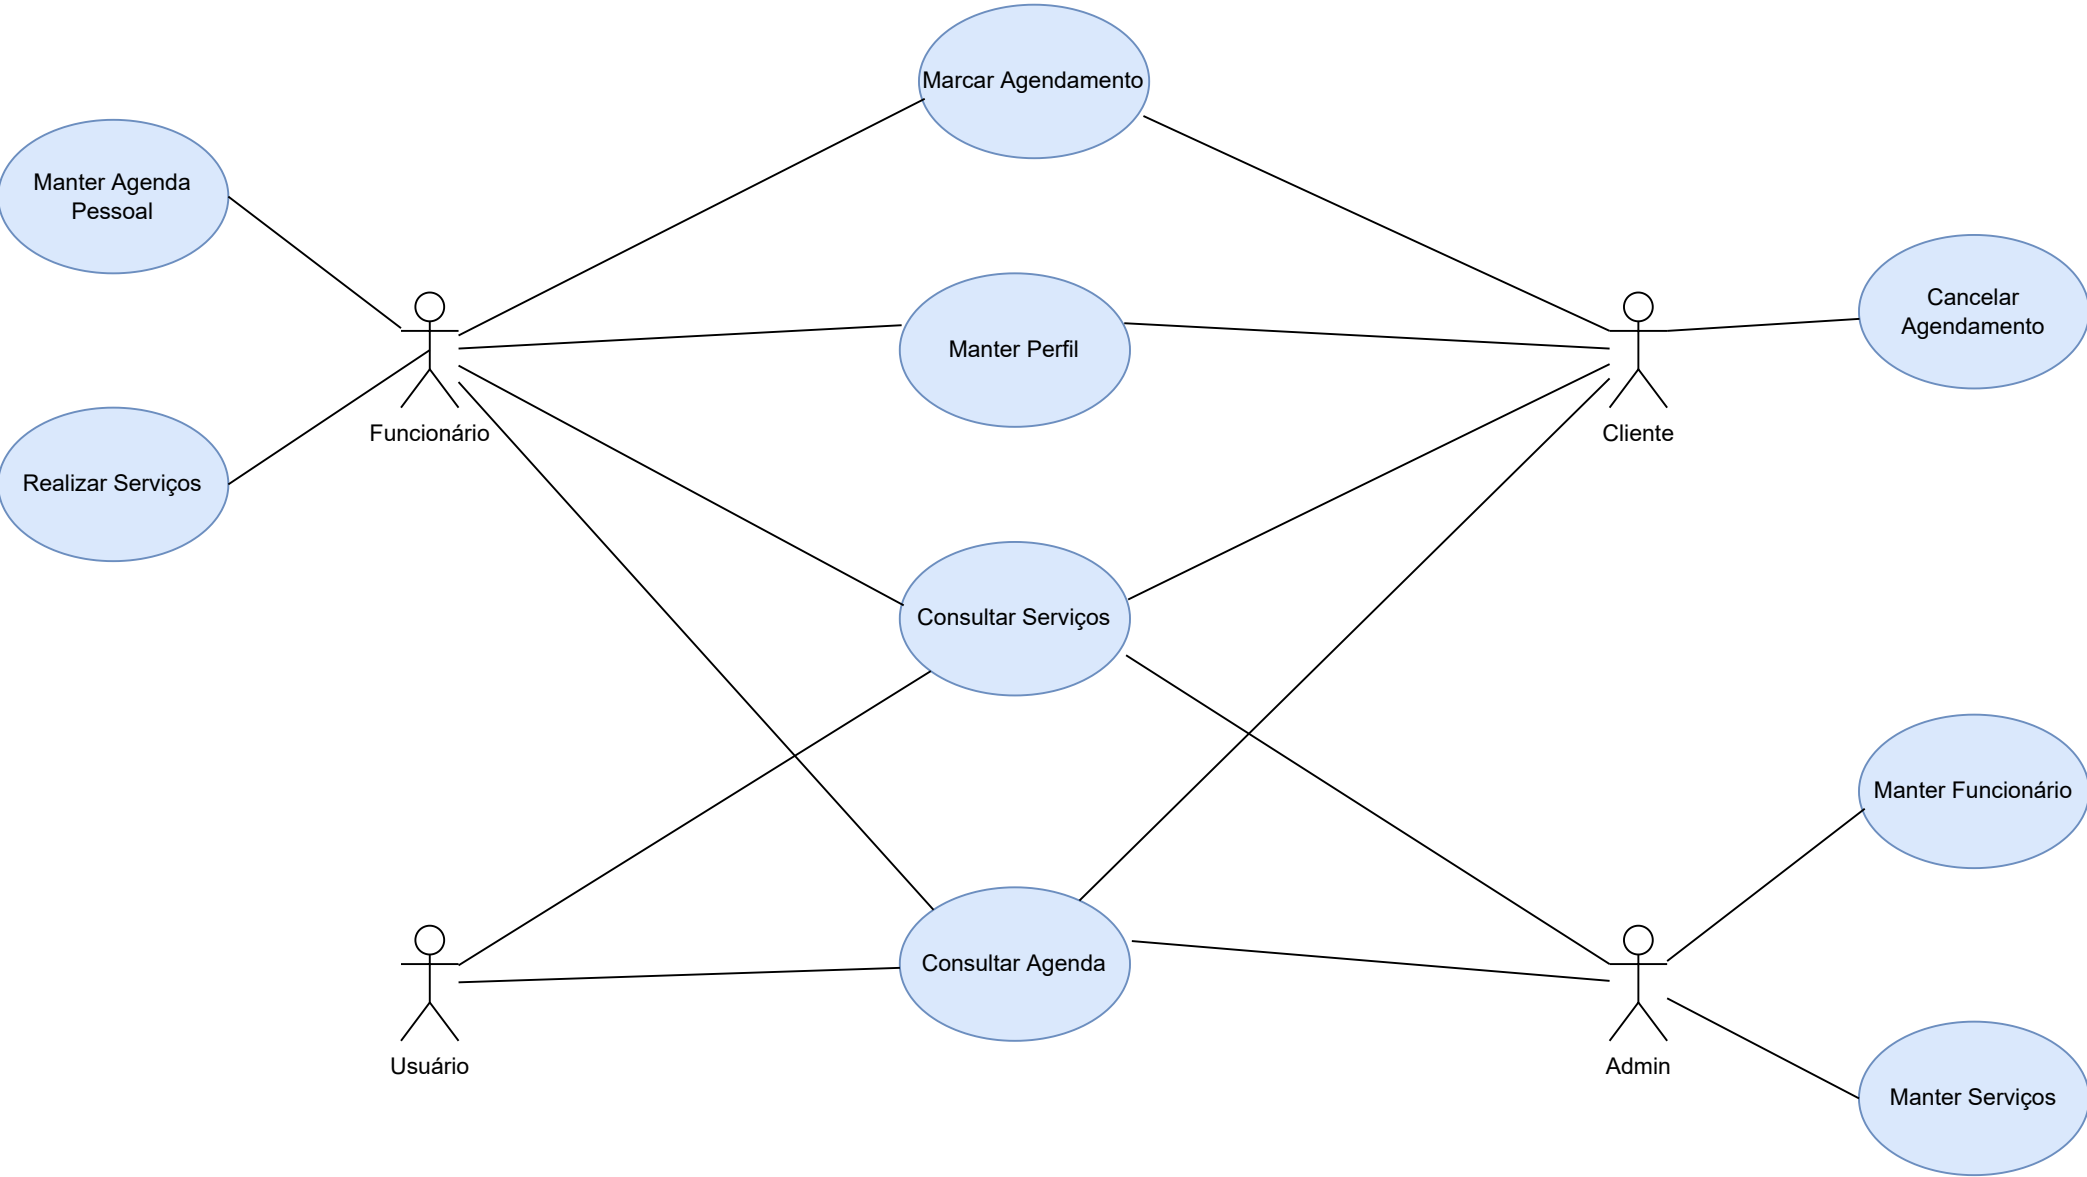 Marcar Agendamento
Manter Agenda
Pessoal
Cancelar
Agendamento
Manter Perfil
Funcionário
Cliente
Realizar Serviços
Consultar Serviços
Manter Funcionário
Consultar Agenda
Usuário
Admin
Manter Serviços